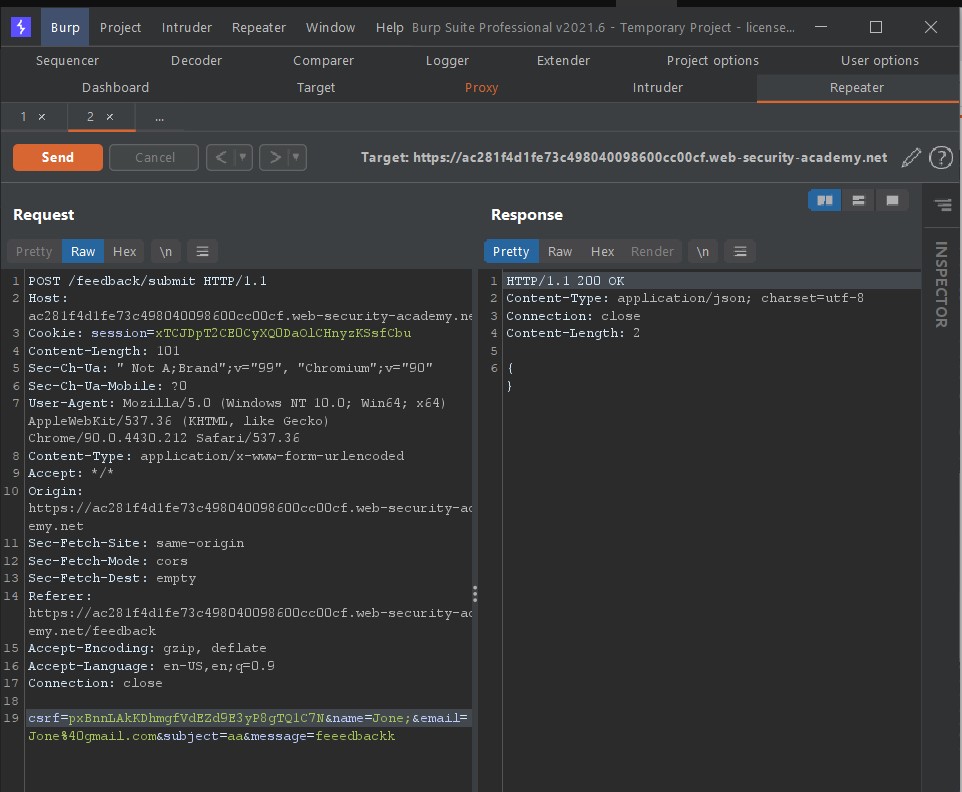 Burp Project Intruder Repeater Window Help Burp Suite Professional v2021.6 - Temporary Project - license...
Sequencer Decoder Comparer Logger Extender Project options User options
Dashboard Target Proxy Intruder Repeater
1 × 2 × ...
Send Cancel < > Target: https://ac281f4d1fe73c498040098600cc00cf.web-security-academy.net ?
Request
Pretty Raw Hex \n
1 POST /feedback/submit HTTP/1.1
2 Host:
ac281f4d1fe73c498040098600cc00cf.web-security-academy.ne
3 Cookie: session=xTCJDpT2CE0CyXQ0DaOlCHnyzKSsfCbu
4 Content-Length: 101
5 Sec-Ch-Ua: " Not A;Brand";v="99", "Chromium";v="90"
6 Sec-Ch-Ua-Mobile: ?0
7 User-Agent: Mozilla/5.0 (Windows NT 10.0; Win64; x64)
AppleWebKit/537.36 (KHTML, like Gecko)
Chrome/90.0.4430.212 Safari/537.36
8 Content-Type: application/x-www-form-urlencoded
9 Accept: */*
10 Origin:
https://ac281f4d1fe73c498040098600cc00cf.web-security-ac
emy.net
11 Sec-Fetch-Site: same-origin
12 Sec-Fetch-Mode: cors
13 Sec-Fetch-Dest: empty
14 Referer:
https://ac281f4d1fe73c498040098600cc00cf.web-security-ac
emy.net/feedback
15 Accept-Encoding: gzip, deflate
16 Accept-Language: en-US,en;q=0.9
17 Connection: close
18
19 csrf=pxBnnLAkKDhmgfVdEZd9E3yP8gTQ1C7N&name=Jone;&email=
Jone%40gmail.com&subject=aa&message=feeedbackk
Response
Pretty Raw Hex Render \n
1 HTTP/1.1 200 OK
2 Content-Type: application/json; charset=utf-8
3 Connection: close
4 Content-Length: 2
5
6 {
}
INSPECTOR